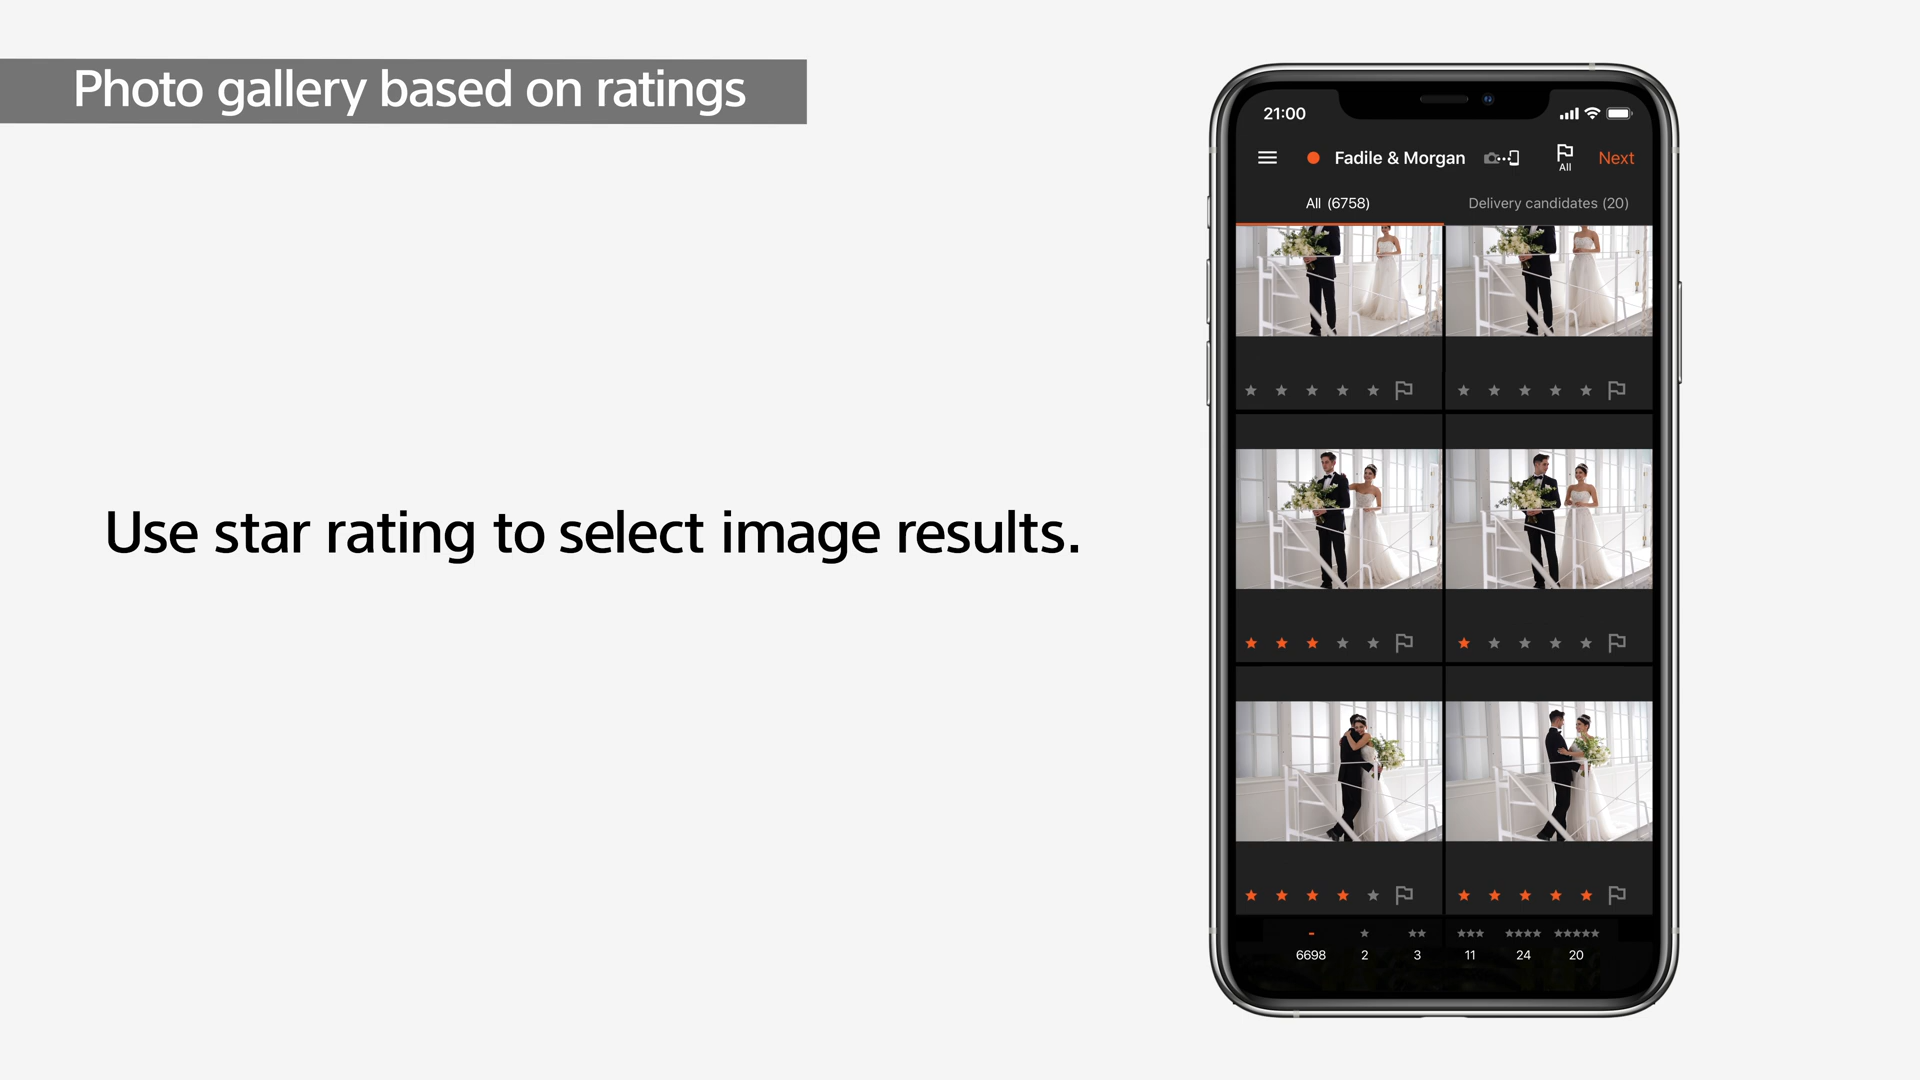 Photo gallery based on ratings
Use star rating to select image results.
21:00
Fadile & Morgan
All
Next
All (6758)
Delivery candidates (20)
6698
2
3
11
24
20